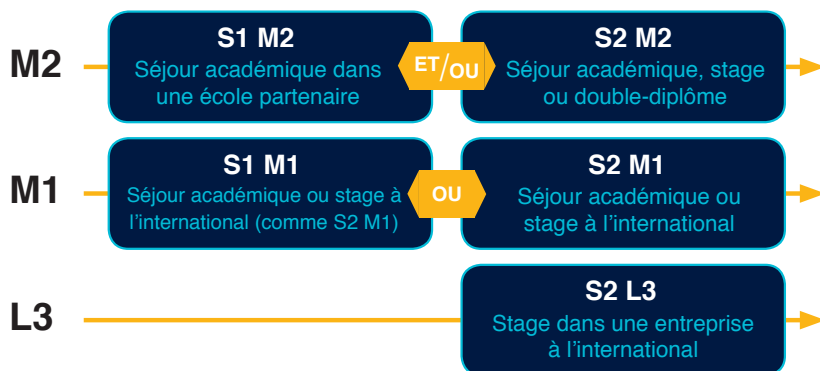 M2
S1 M2
Séjour académique dans
une école partenaire
ET/OU
S2 M2
Séjour académique, stage
ou double-diplôme
M1
S1 M1
Séjour académique ou stage à
l’international (comme S2 M1)
OU
S2 M1
Séjour académique ou
stage à l’international
L3
S2 L3
Stage dans une entreprise
à l’international